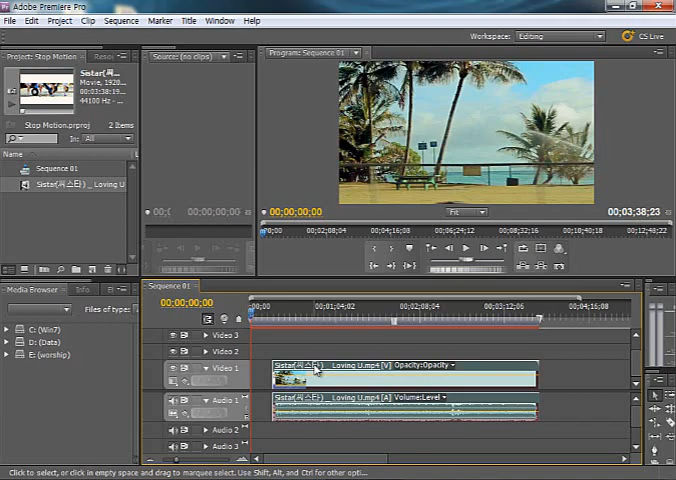 Adobe Premiere Pro
File Edit Project Clip Sequence Marker Title Window Help
Workspace: Editing CS Live
Project: Stop Motion
Source: (no clips)
Program: Sequence 01
Sistar(씨...
Movie, 1920...
00;03;38;19...
44100 Hz - ...
Stop Motion.prproj 2 Items
In: All
Name
Sequence 01
Sistar(씨스타) _ Loving U
00;00;00;00
00;00;00;00 Fit 00;03;38;23
00;02;08;04 00;04;16;08 00;06;24;12 00;08;32;16 00;10;40;18 00;12;48;22
Media Browser
Files of type:
C: (Win7)
D: (Data)
E: (worship)
Sequence 01
00;00;00;00
00;01;04;02 00;02;08;04 00;03;12;06 00;04;16;08
Video 3
Video 2
Video 1
Sistar(씨스타) _ Loving U.mp4 [V] Opacity:Opacity
Audio 1
Sistar(씨스타) _ Loving U.mp4 [A] Volume:Level
Audio 2
Audio 3
Click to select, or click in empty space and drag to marquee select. Use Shift, Alt, and Ctrl for other opti...